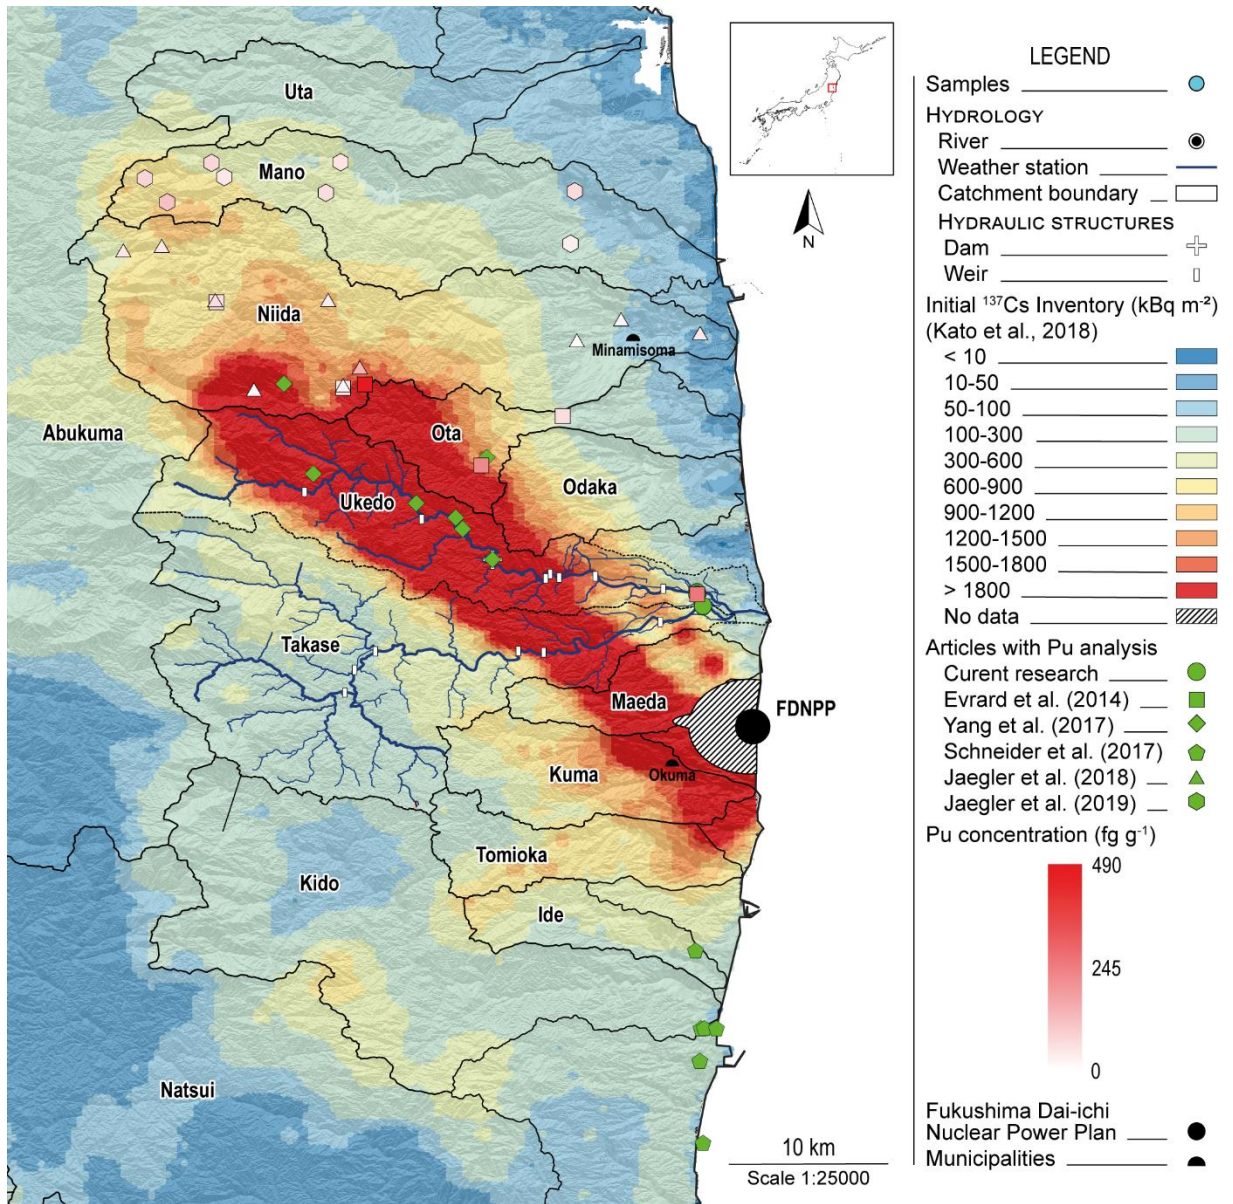 Uta
Mano
Niida
Minamisoma
Abukuma
Ota
Odaka
Ukedo
Takase
Maeda
FDNPP
Kuma
Okuma
Tomioka
Kido
Ide
Natsui
N
10 km
Scale 1:25000
LEGEND
Samples
HYDROLOGY
River
Weather station
Catchment boundary
HYDRAULIC STRUCTURES
Dam
Weir
Initial ¹³⁷Cs Inventory (kBq m⁻²)
(Kato et al., 2018)
< 10
10-50
50-100
100-300
300-600
600-900
900-1200
1200-1500
1500-1800
> 1800
No data
Articles with Pu analysis
Curent research
Evrard et al. (2014)
Yang et al. (2017)
Schneider et al. (2017)
Jaegler et al. (2018)
Jaegler et al. (2019)
Pu concentration (fg g⁻¹)
490
245
0
Fukushima Dai-ichi
Nuclear Power Plan
Municipalities